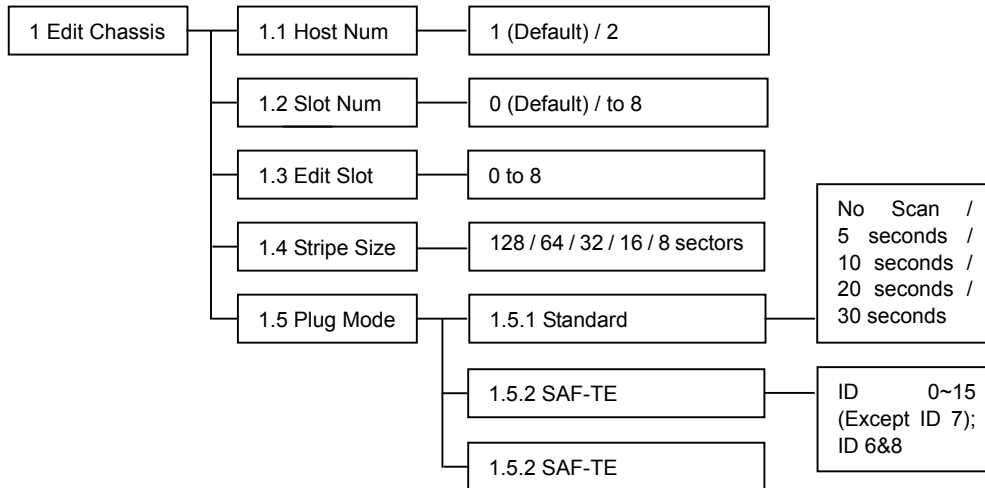 1 Edit Chassis
1.1 Host Num
1 (Default) / 2
1.2 Slot Num
0 (Default) / to 8
1.3 Edit Slot
0 to 8
1.4 Stripe Size
128 / 64 / 32 / 16 / 8 sectors
1.5 Plug Mode
1.5.1 Standard
No Scan /
5 seconds /
10 seconds /
20 seconds /
30 seconds
1.5.2 SAF-TE
ID 0~15
(Except ID 7);
ID 6&8
1.5.2 SAF-TE